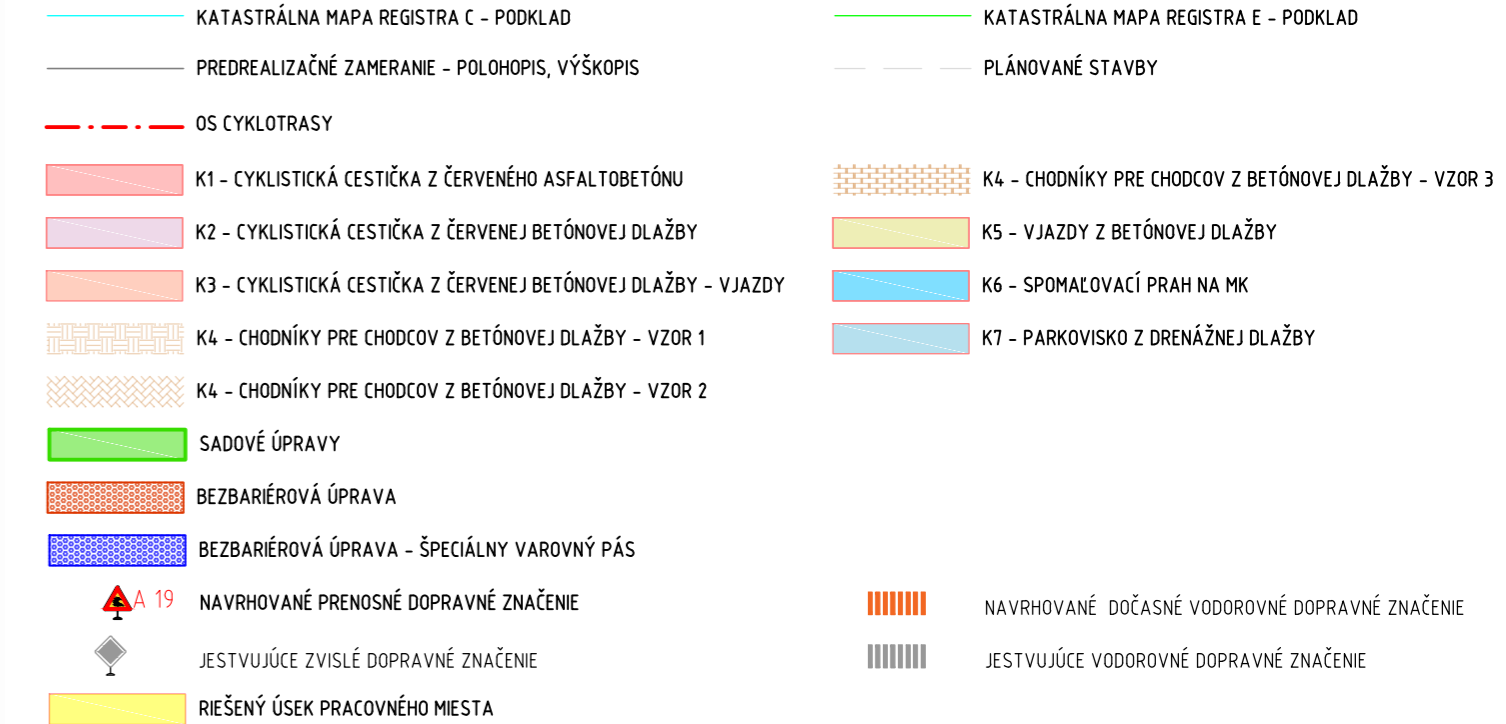 KATASTRÁLNA MAPA REGISTRA C - PODKLAD
KATASTRÁLNA MAPA REGISTRA E - PODKLAD
PREDREALIZAČNÉ ZAMERANIE - POLOHOPIS, VÝŠKOPIS
PLÁNOVANÉ STAVBY
OS CYKLOTRASY
K1 - CYKLISTICKÁ CESTIČKA Z ČERVENÉHO ASFALTOBETÓNU
K4 - CHODNÍKY PRE CHODCOV Z BETÓNOVEJ DLAŽBY - VZOR 3
K2 - CYKLISTICKÁ CESTIČKA Z ČERVENEJ BETÓNOVEJ DLAŽBY
K5 - VJAZDY Z BETÓNOVEJ DLAŽBY
K3 - CYKLISTICKÁ CESTIČKA Z ČERVENEJ BETÓNOVEJ DLAŽBY - VJAZDY
K6 - SPOMAĽOVACÍ PRAH NA MK
K4 - CHODNÍKY PRE CHODCOV Z BETÓNOVEJ DLAŽBY - VZOR 1
K7 - PARKOVISKO Z DRENÁŽNEJ DLAŽBY
K4 - CHODNÍKY PRE CHODCOV Z BETÓNOVEJ DLAŽBY - VZOR 2
SADOVÉ ÚPRAVY
BEZBARIÉROVÁ ÚPRAVA
BEZBARIÉROVÁ ÚPRAVA - ŠPECIÁLNY VAROVNÝ PÁS
A 19 NAVRHOVANÉ PRENOSNÉ DOPRAVNÉ ZNAČENIE
NAVRHOVANÉ DOČASNÉ VODOROVNÉ DOPRAVNÉ ZNAČENIE
JESTVUJÚCE ZVISLÉ DOPRAVNÉ ZNAČENIE
JESTVUJÚCE VODOROVNÉ DOPRAVNÉ ZNAČENIE
RIEŠENÝ ÚSEK PRACOVNÉHO MIESTA